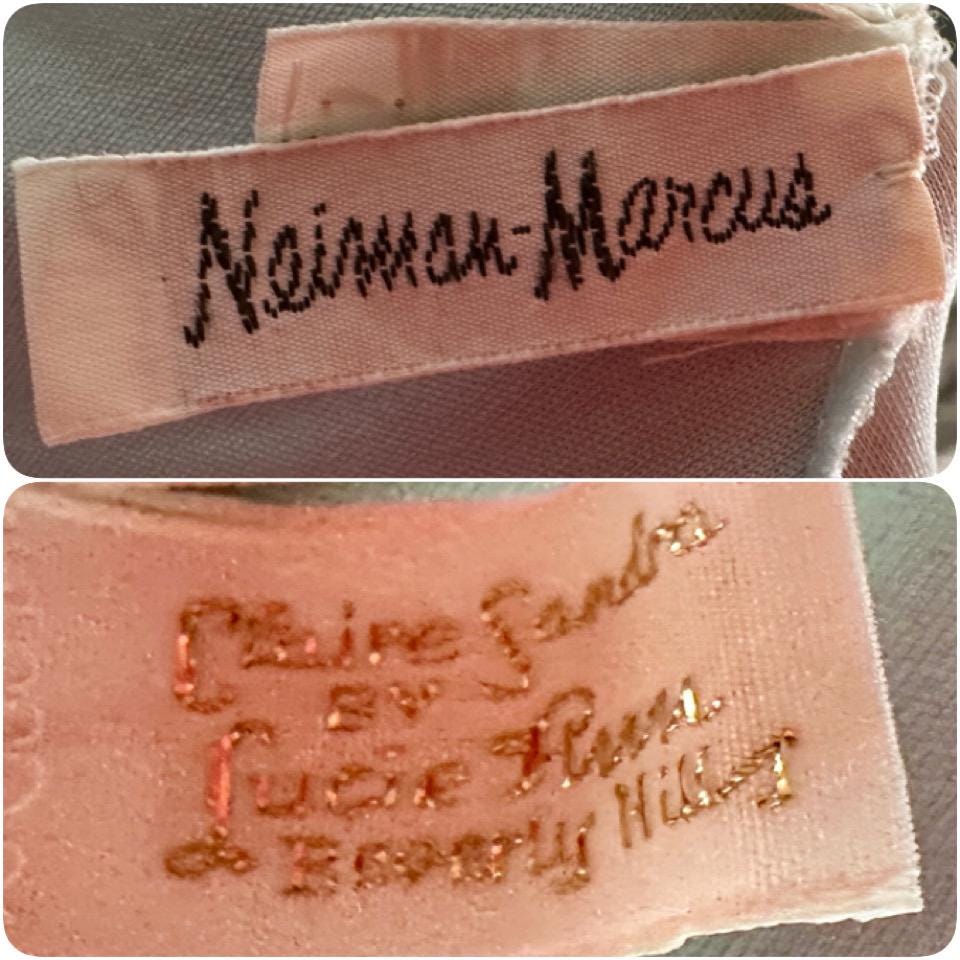 Neiman-Marcus
Claire Sandra
BY
Lucie Ann
Beverly Hills